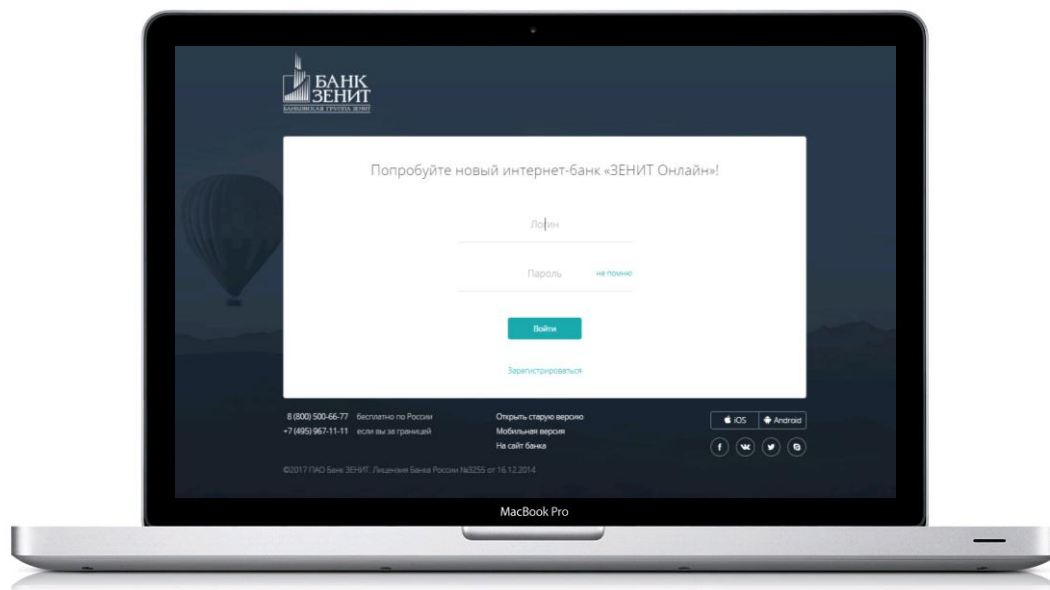 БАНК
ЗЕНИТ
БАНКОВСКАЯ ГРУППА ЗЕНИТ
Попробуйте новый интернет-банк «ЗЕНИТ Онлайн»!
Логин
Пароль не помню
Войти
Зарегистрироваться
8 (800) 500-66-77 бесплатно по России
+7 (495) 967-11-11 если вы за границей
Открыть старую версию
Мобильная версия
На сайт банка
iOS Android
©2017 ПАО Банк ЗЕНИТ. Лицензия Банка России №3255 от 16.12.2014
MacBook Pro